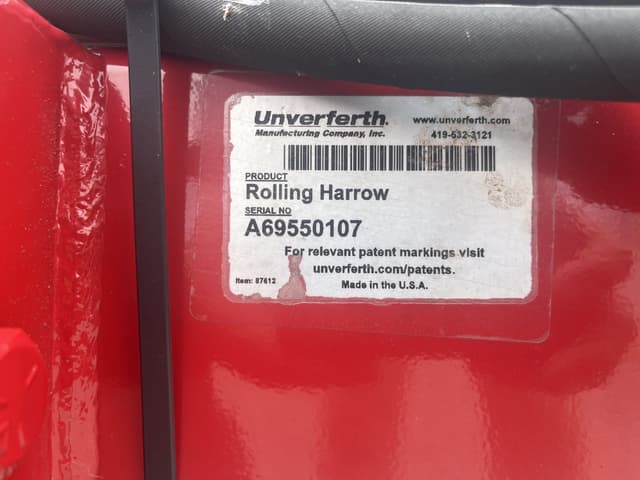 Unverferth. www.unverferth.com
Manufacturing Company, Inc. 419-532-3121
PRODUCT
Rolling Harrow
SERIAL NO
A69550107
For relevant patent markings visit
unverferth.com/patents.
Item: 87612 Made in the U.S.A.